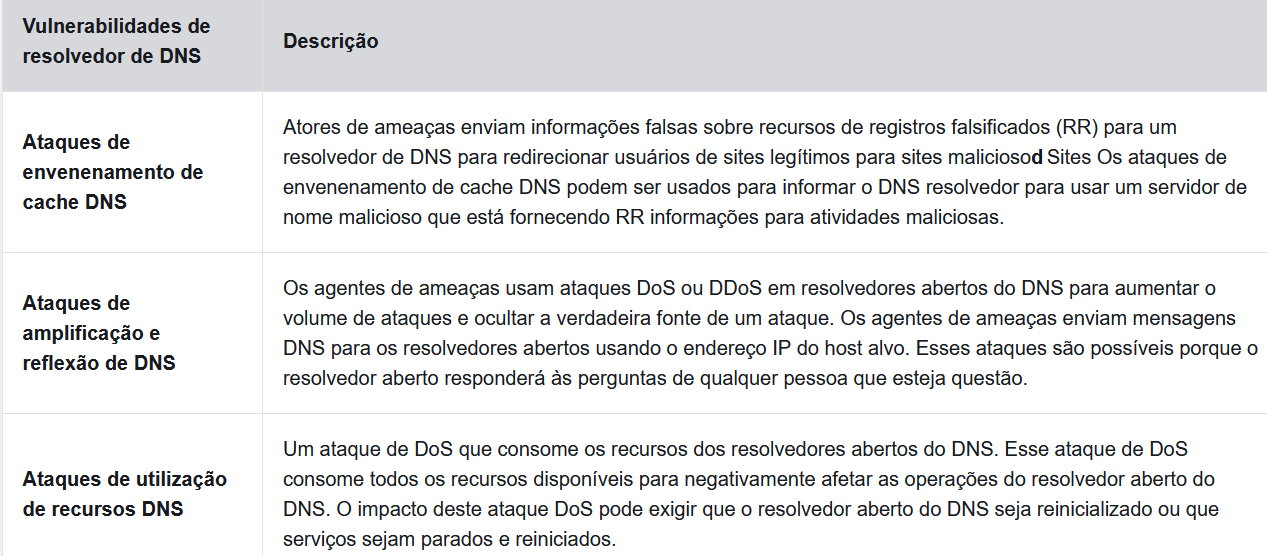 Vulnerabilidades de
resolvedor de DNS
Descrição
Ataques de
envenenamento de
cache DNS
Atores de ameaças enviam informações falsas sobre recursos de registros falsificados (RR) para um
resolvedor de DNS para redirecionar usuários de sites legítimos para sites maliciosod Sites Os ataques de
envenenamento de cache DNS podem ser usados para informar o DNS resolvedor para usar um servidor de
nome malicioso que está fornecendo RR informações para atividades maliciosas.
Ataques de
amplificação e
reflexão de DNS
Os agentes de ameaças usam ataques DoS ou DDoS em resolvedores abertos do DNS para aumentar o
volume de ataques e ocultar a verdadeira fonte de um ataque. Os agentes de ameaças enviam mensagens
DNS para os resolvedores abertos usando o endereço IP do host alvo. Esses ataques são possíveis porque o
resolvedor aberto responderá às perguntas de qualquer pessoa que esteja questão.
Ataques de utilização
de recursos DNS
Um ataque de DoS que consome os recursos dos resolvedores abertos do DNS. Esse ataque de DoS
consome todos os recursos disponíveis para negativamente afetar as operações do resolvedor aberto do
DNS. O impacto deste ataque DoS pode exigir que o resolvedor aberto do DNS seja reinicializado ou que
serviços sejam parados e reiniciados.